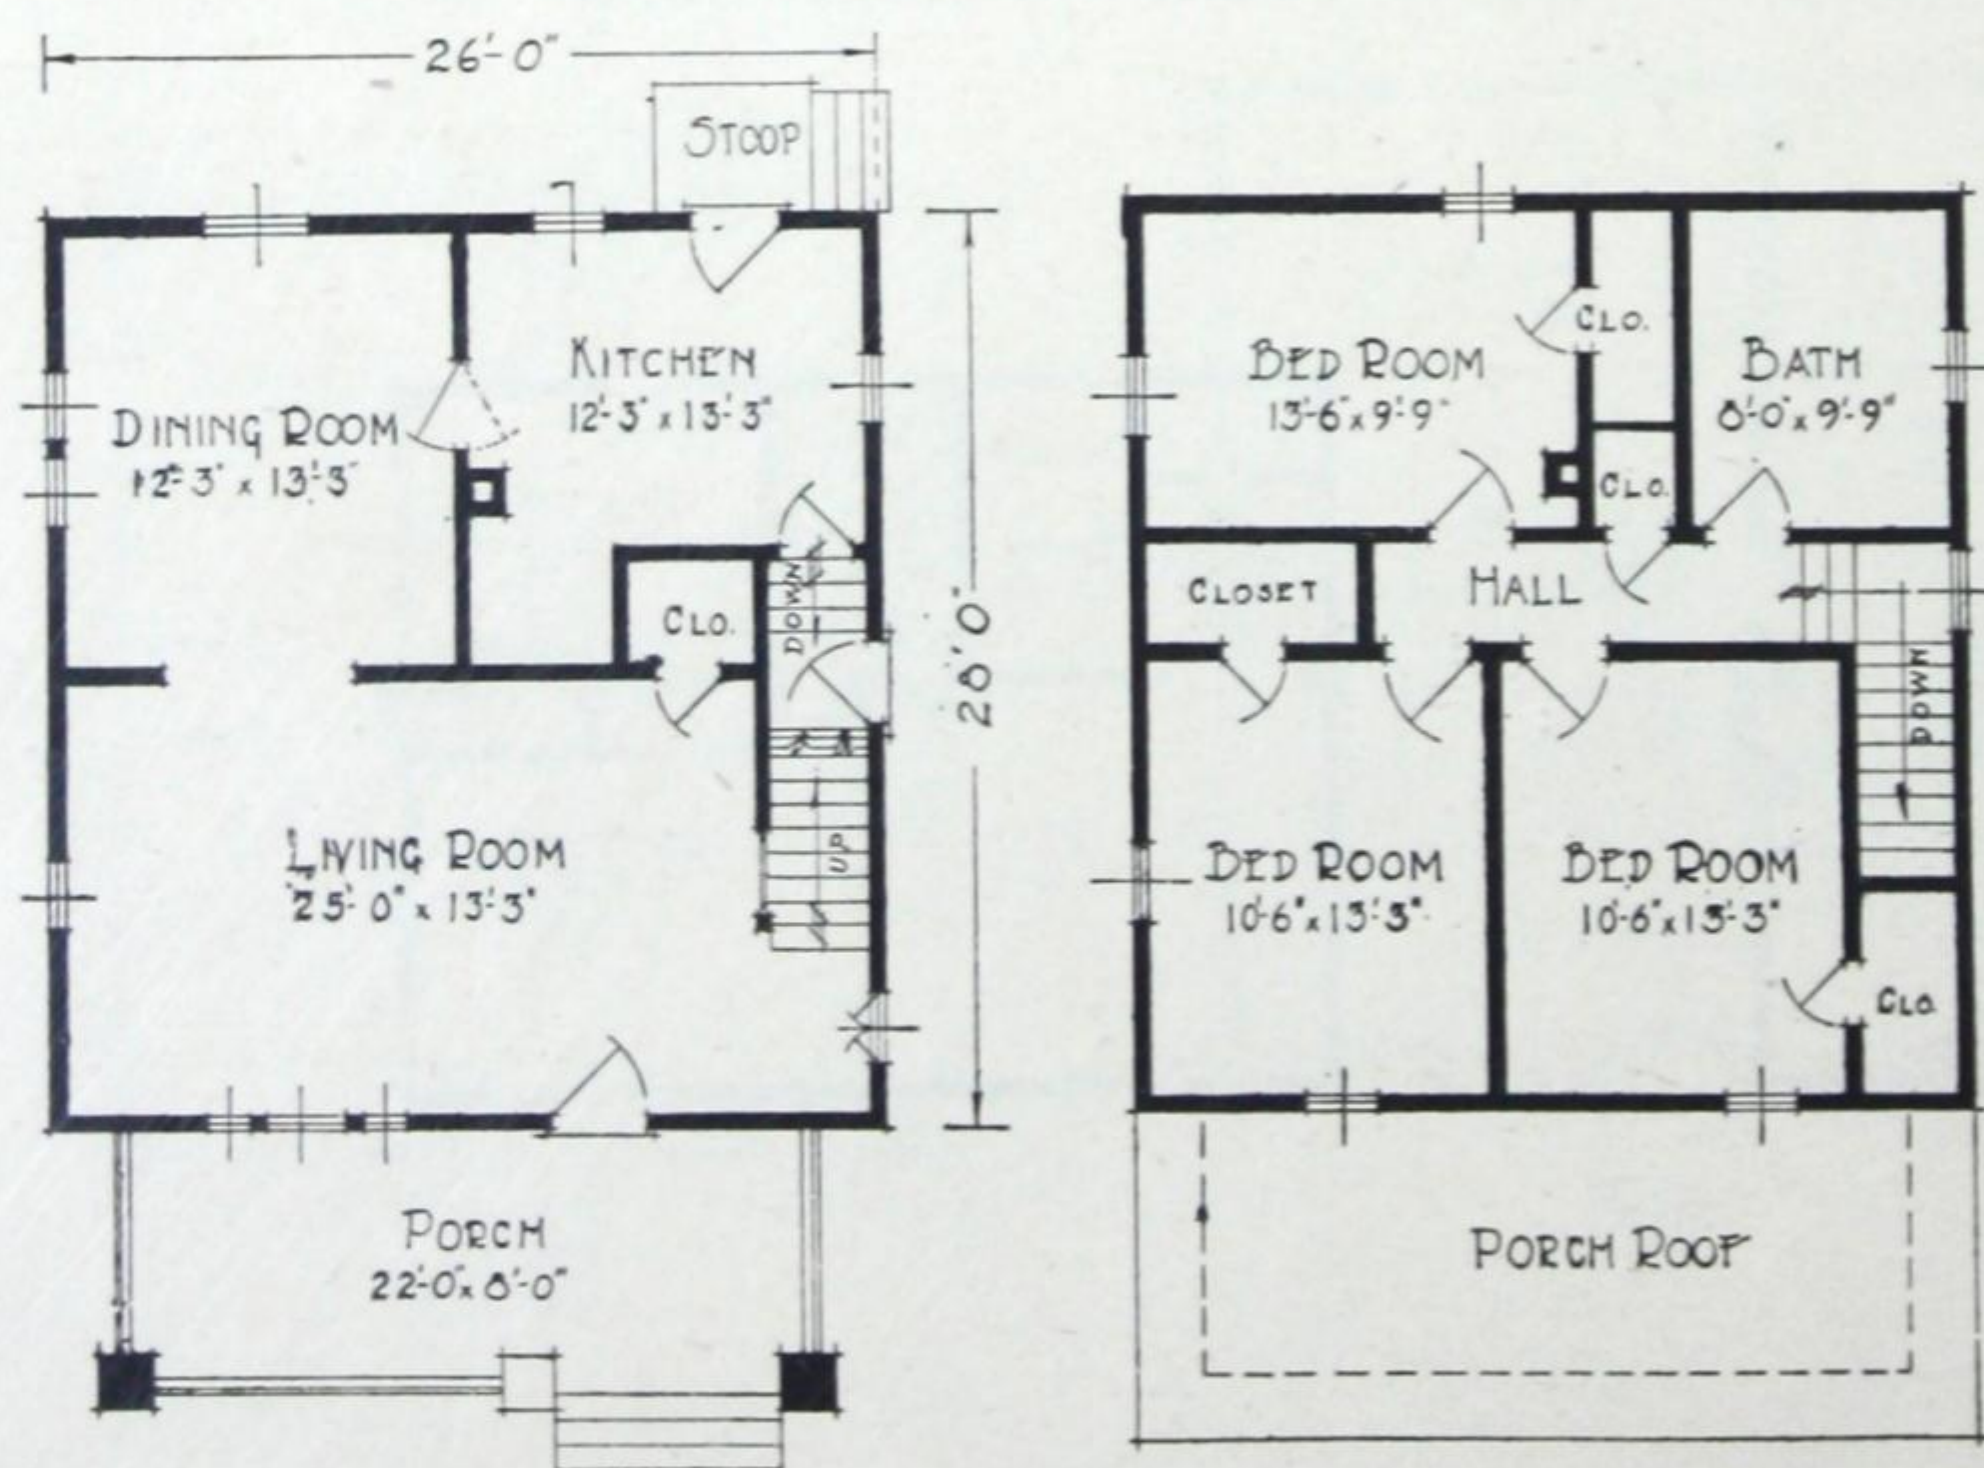 26'-0"
STOOP
KITCHEN
12'-3" x 13'-3"
DINING ROOM
12'-3" x 13'-3"
DOWN
CLO.
28'0"
UP
LIVING ROOM
25'-0" x 13'-3"
PORCH
22'-0" x 8'-0"
CLO.
BED ROOM
13'-6" x 9'-9"
BATH
8'-0" x 9'-9"
CLO.
CLOSET
HALL
DOWN
BED ROOM
10'-6" x 13'-3"
BED ROOM
10'-6" x 13'-3"
CLO.
PORCH ROOF